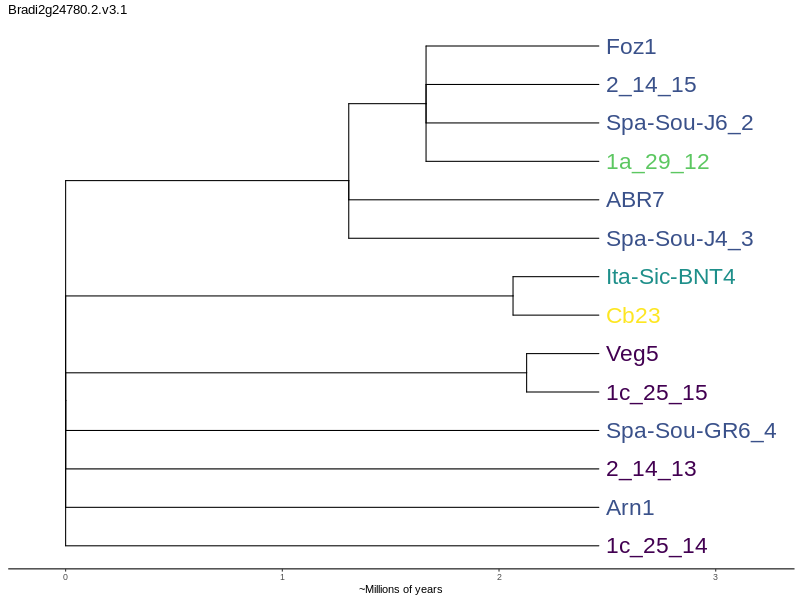 Bradi2g24780.2.v3.1
Foz1
2_14_15
Spa-Sou-J6_2
1a_29_12
ABR7
Spa-Sou-J4_3
Ita-Sic-BNT4
Cb23
Veg5
1c_25_15
Spa-Sou-GR6_4
2_14_13
Arn1
1c_25_14
0 1 2 3
~Millions of years